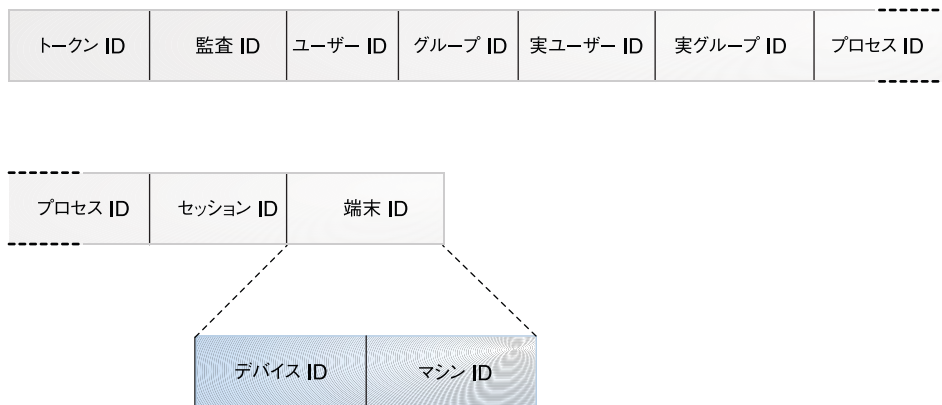 トークン ID 監査 ID ユーザー ID グループ ID 実ユーザー ID 実グループ ID プロセス ID
プロセス ID セッション ID 端末 ID
デバイス ID マシン ID